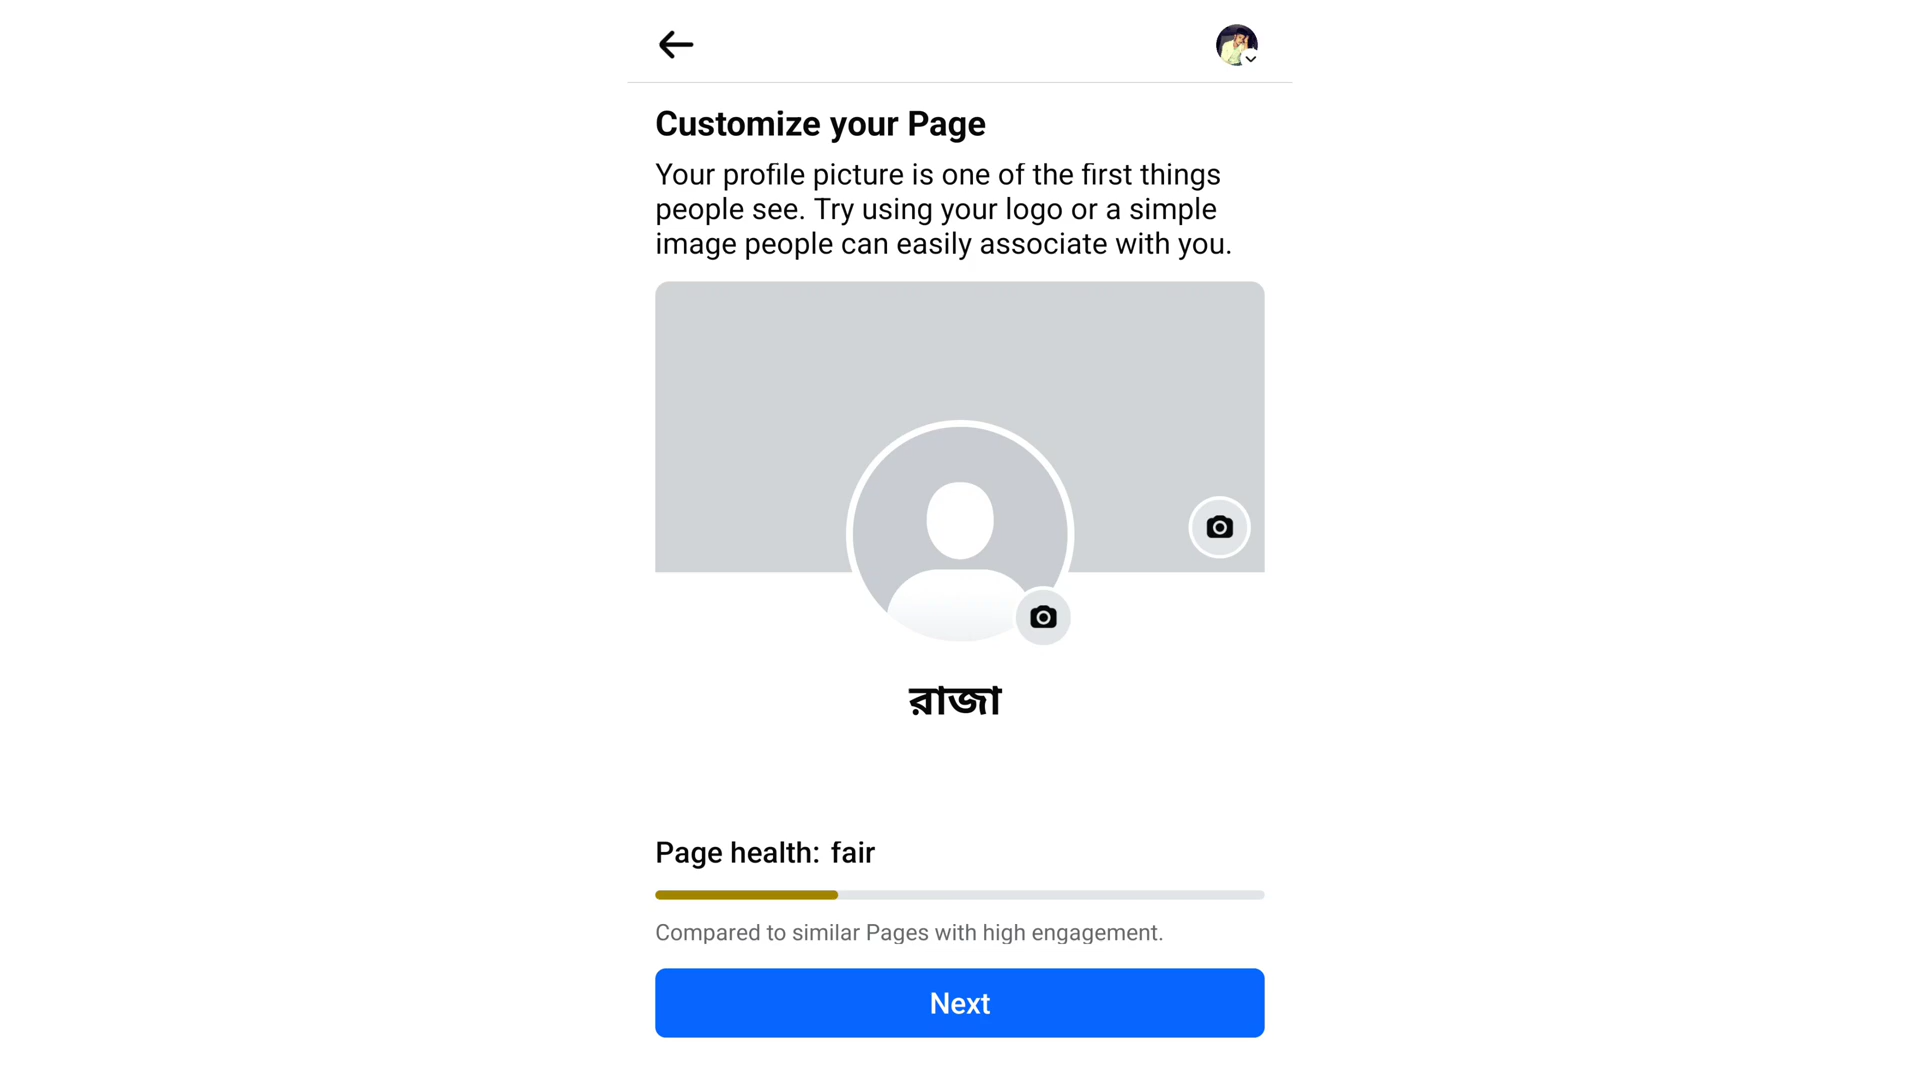 Customize your Page
Your profile picture is one of the first things
people see. Try using your logo or a simple
image people can easily associate with you.
রাজা
Page health: fair
Compared to similar Pages with high engagement.
Next